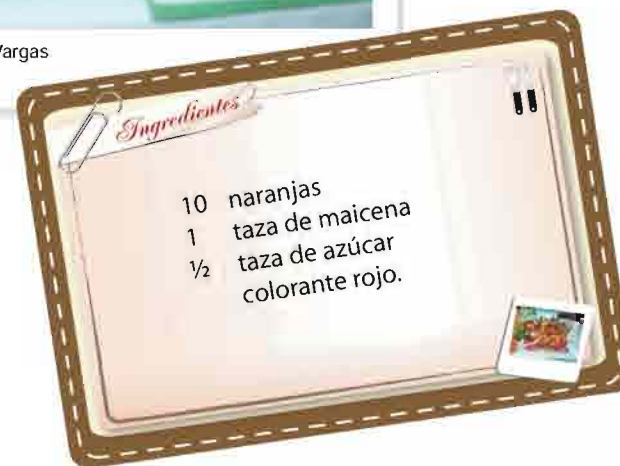 Vargas
Ingredientes
10 naranjas
1 taza de maicena
½ taza de azúcar
colorante rojo.